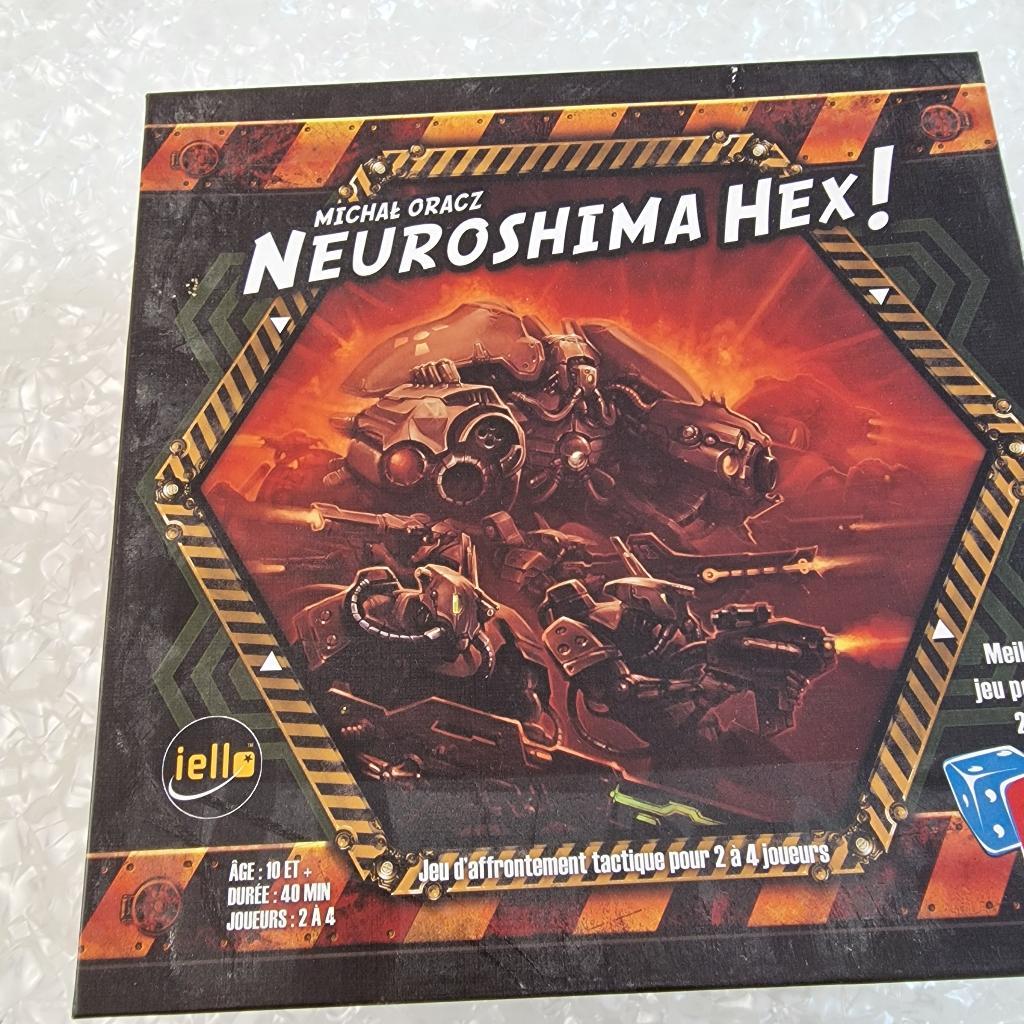 MICHAŁ ORACZ
NEUROSHIMA HEX!
jeu
iello
ÂGE : 10 ET +
DURÉE : 40 MIN
JOUEURS : 2 À 4
Jeu d'affrontement tactique pour 2 à 4 joueurs